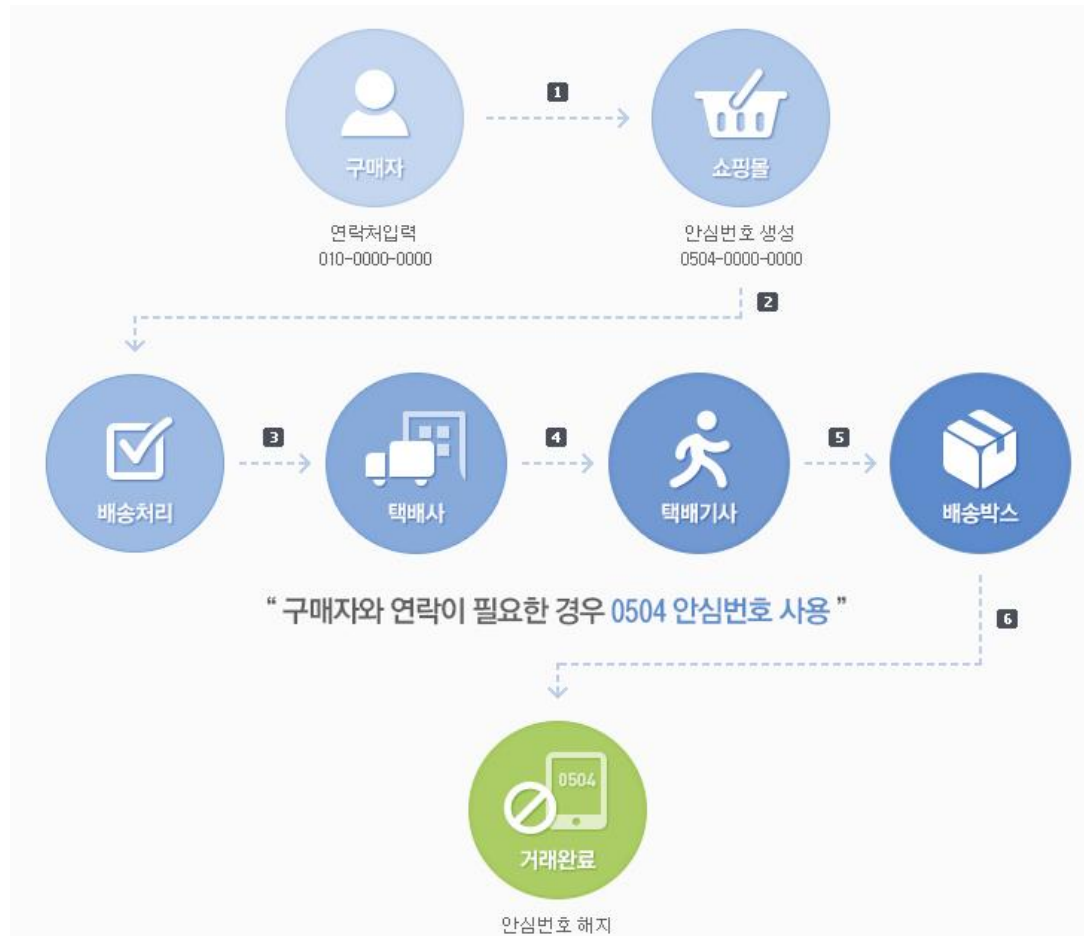 1
구매자
쇼핑몰
연락처입력
010-0000-0000
안심번호 생성
0504-0000-0000
2
3
4
5
배송처리
택배사
택배기사
배송박스
“ 구매자와 연락이 필요한 경우 0504 안심번호 사용 ”
6
0504
거래완료
안심번호 해지